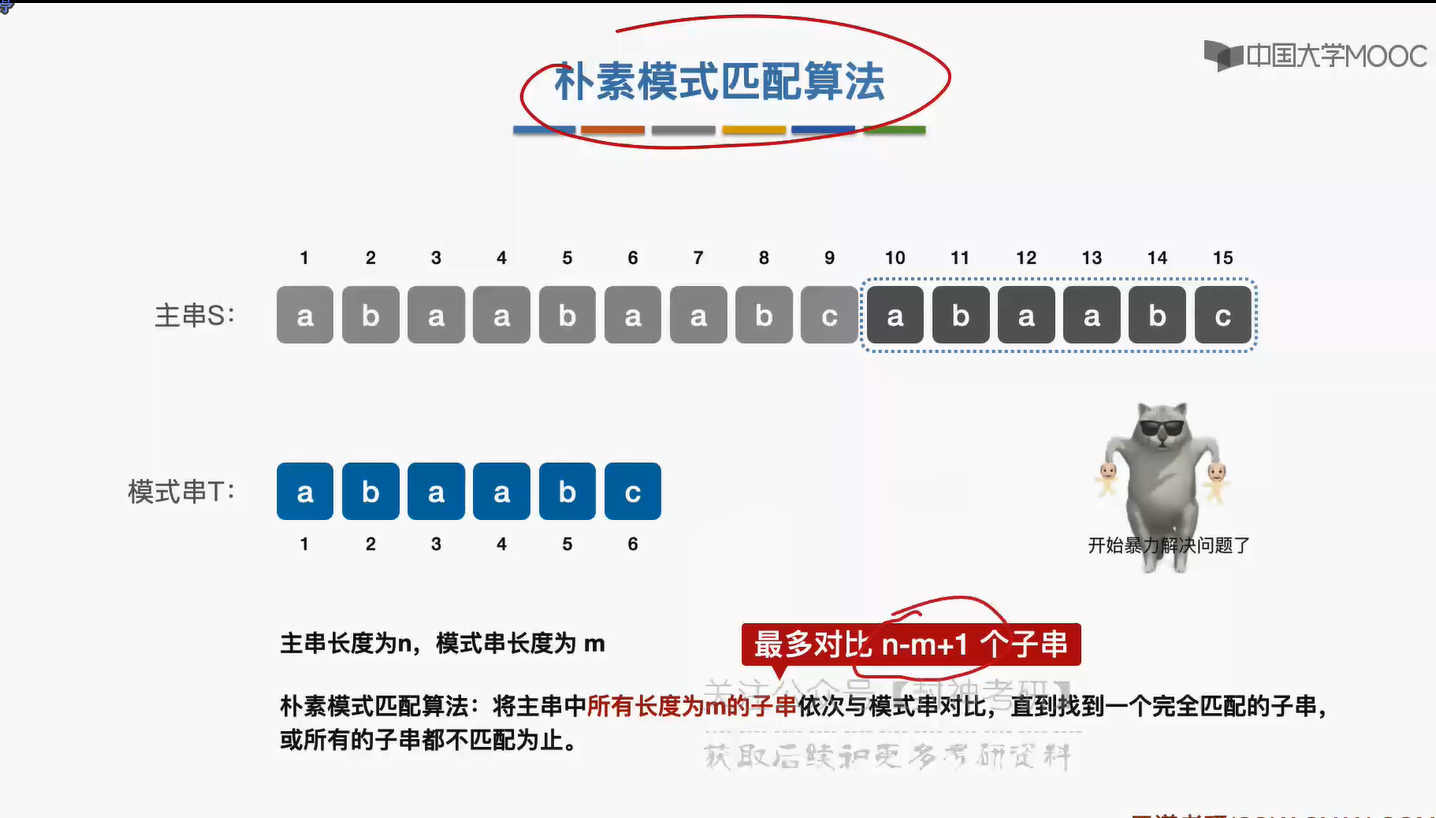 朴素模式匹配算法
中国大学MOOC
1 2 3 4 5 6 7 8 9 10 11 12 13 14 15
主串S: a b a a b a a b c a b a a b c
模式串T: a b a a b c
1 2 3 4 5 6
开始暴力解决问题了
主串长度为n，模式串长度为 m
最多对比 n-m+1 个子串
关注公众号【封神考研】
朴素模式匹配算法：将主串中所有长度为m的子串依次与模式串对比，直到找到一个完全匹配的子串，
或所有的子串都不匹配为止。
获取后续和更多考研资料